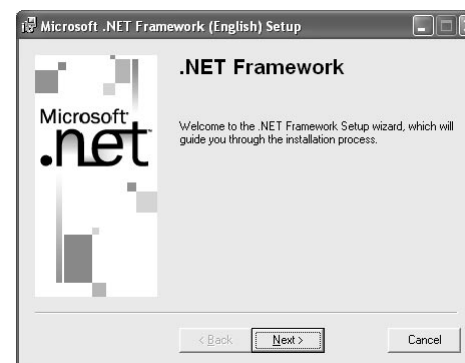 Microsoft .NET Framework (English) Setup
.NET Framework
Microsoft
.net
Welcome to the .NET Framework Setup wizard, which will
guide you through the installation process.
< Back
Next >
Cancel